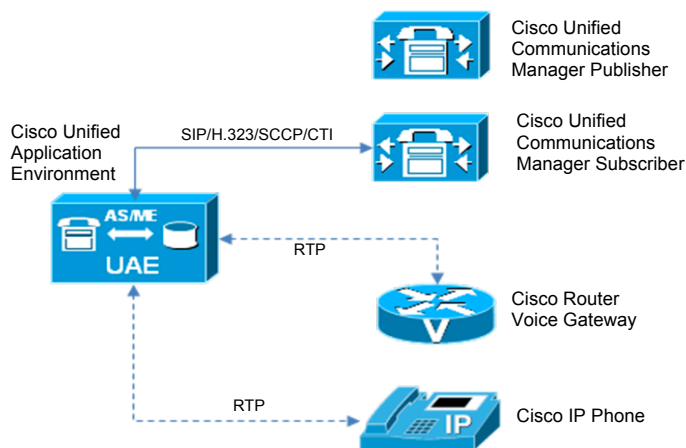 Cisco Unified
Communications
Manager Publisher
Cisco Unified
Application
Environment
SIP/H.323/SCCP/CTI
Cisco Unified
Communications
Manager Subscriber
AS/ME
UAE
RTP
Cisco Router
Voice Gateway
V
RTP
IP
Cisco IP Phone